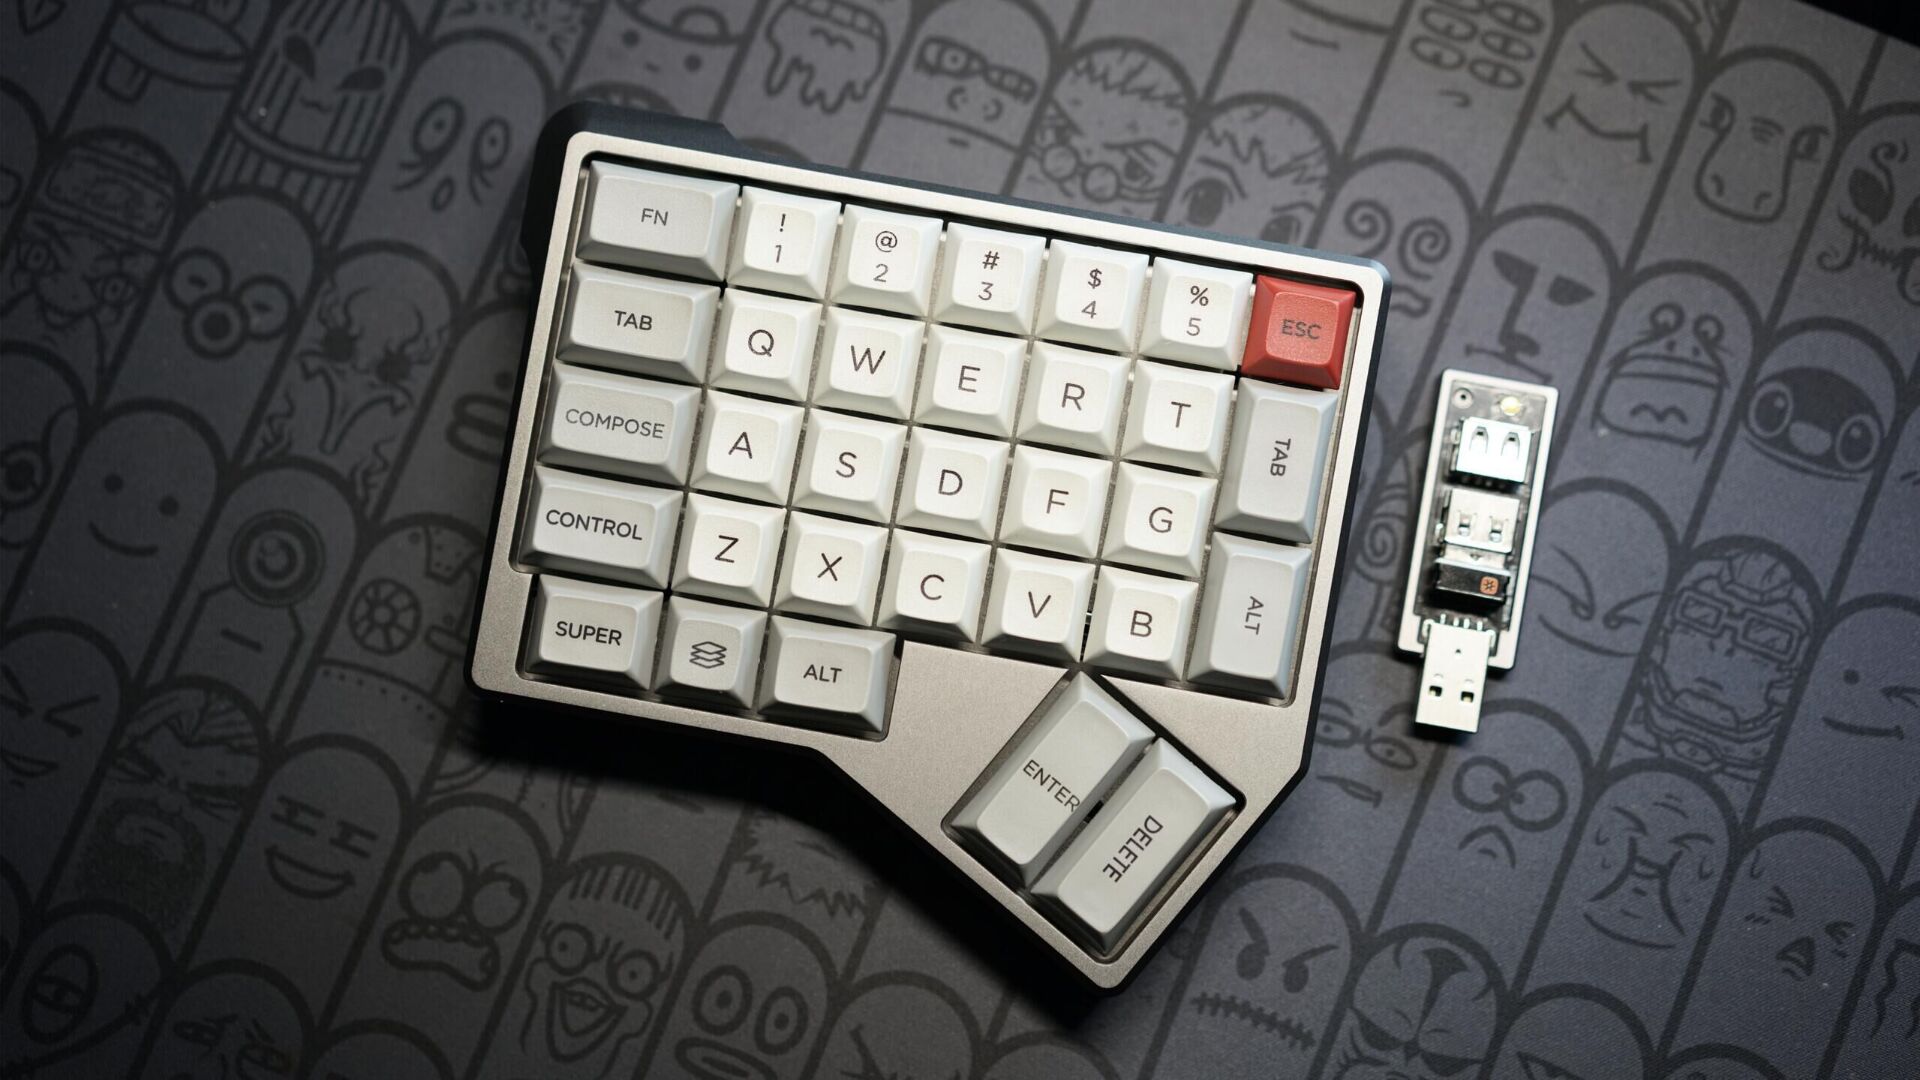 FN ! @ # $ %
1 2 3 4 5 ESC
TAB Q W E R T TAB
COMPOSE A S D F G
CONTROL Z X C V B ALT
SUPER ALT
ENTER DELETE